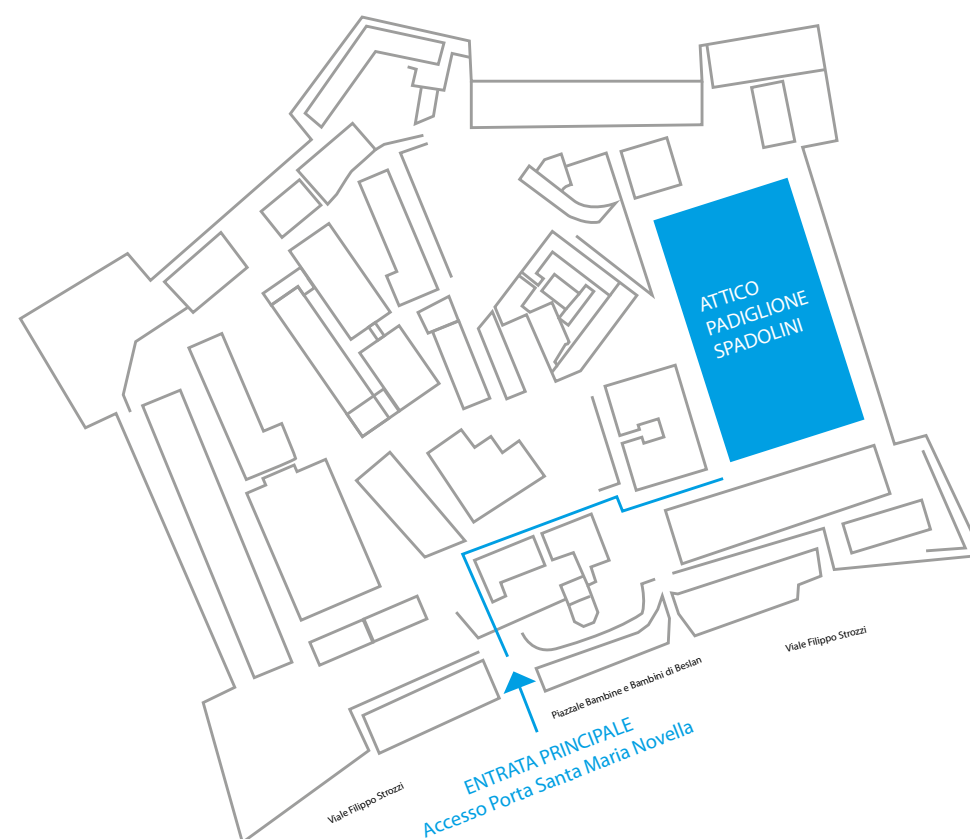 ATTICO
PADIGLIONE
SPADOLINI
Viale Filippo Strozzi
Piazzale Bambine e Bambini di Beslan
ENTRATA PRINCIPALE
Accesso Porta Santa Maria Novella
Viale Filippo Strozzi